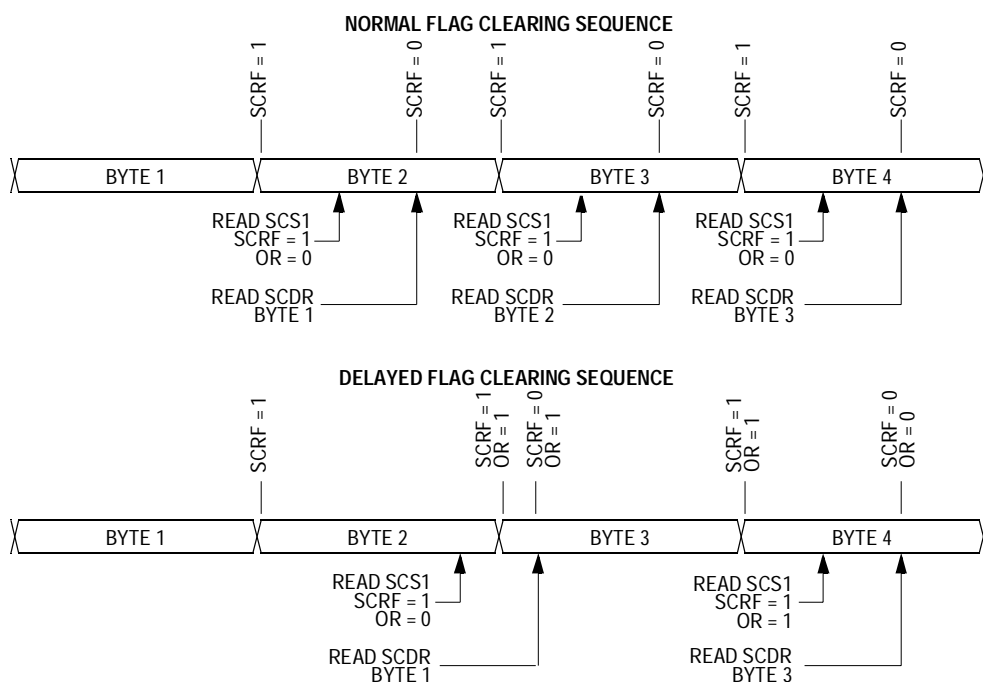 NORMAL FLAG CLEARING SEQUENCE
SCRF = 1
SCRF = 0
SCRF = 1
SCRF = 0
SCRF = 1
SCRF = 0
BYTE 1
BYTE 2
BYTE 3
BYTE 4
READ SCS1
SCRF = 1
OR = 0
READ SCS1
SCRF = 1
OR = 0
READ SCS1
SCRF = 1
OR = 0
READ SCDR
BYTE 1
READ SCDR
BYTE 2
READ SCDR
BYTE 3
DELAYED FLAG CLEARING SEQUENCE
SCRF = 1
SCRF = 1
OR = 1
SCRF = 0
OR = 1
SCRF = 1
OR = 1
SCRF = 0
OR = 0
BYTE 1
BYTE 2
BYTE 3
BYTE 4
READ SCS1
SCRF = 1
OR = 0
READ SCS1
SCRF = 1
OR = 1
READ SCDR
BYTE 1
READ SCDR
BYTE 3